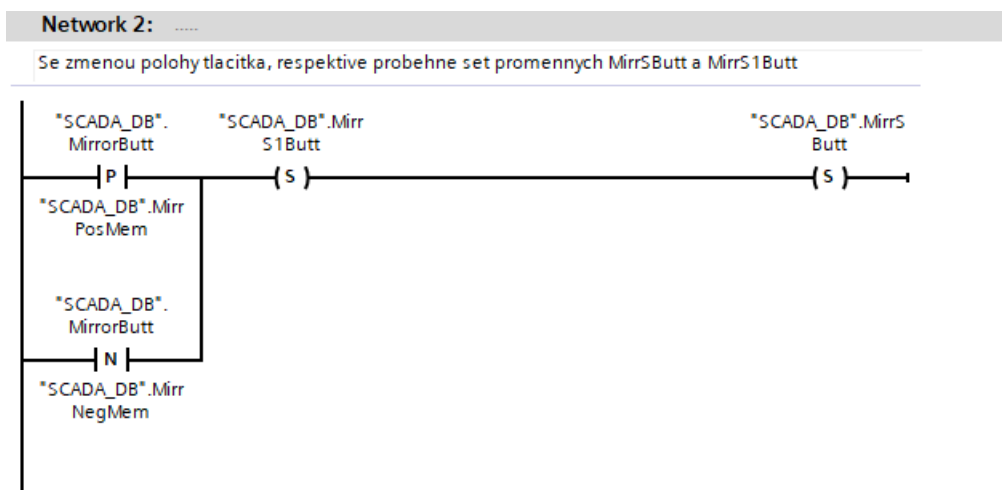 Network 2: .....
Se zmenou polohy tlacitka, respektive probehne set promennych MirrSButt a MirrS1Butt
"SCADA_DB".
MirrorButt
P
"SCADA_DB".Mirr
PosMem
"SCADA_DB".Mirr
S1Butt
S
"SCADA_DB".MirrS
Butt
S
"SCADA_DB".
MirrorButt
N
"SCADA_DB".Mirr
NegMem